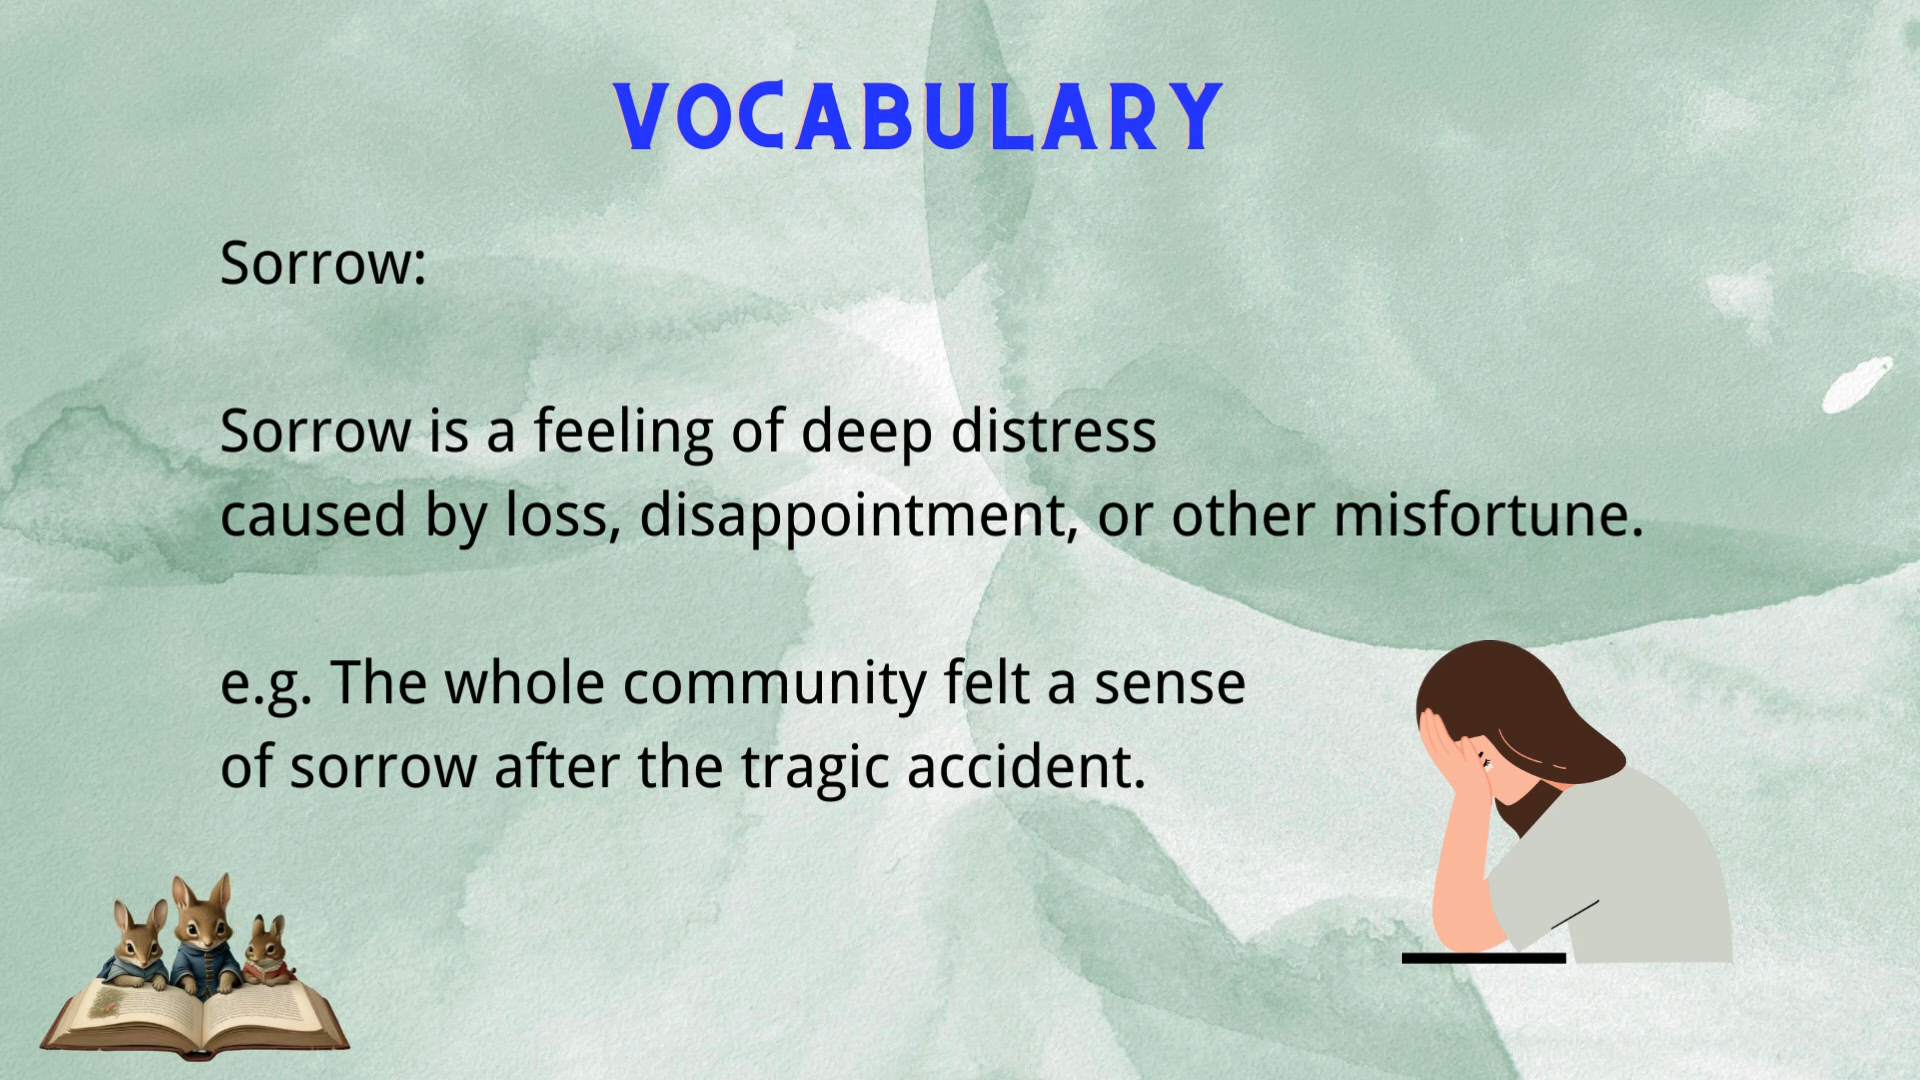 VOCABULARY
Sorrow:
Sorrow is a feeling of deep distress
caused by loss, disappointment, or other misfortune.
e.g. The whole community felt a sense
of sorrow after the tragic accident.